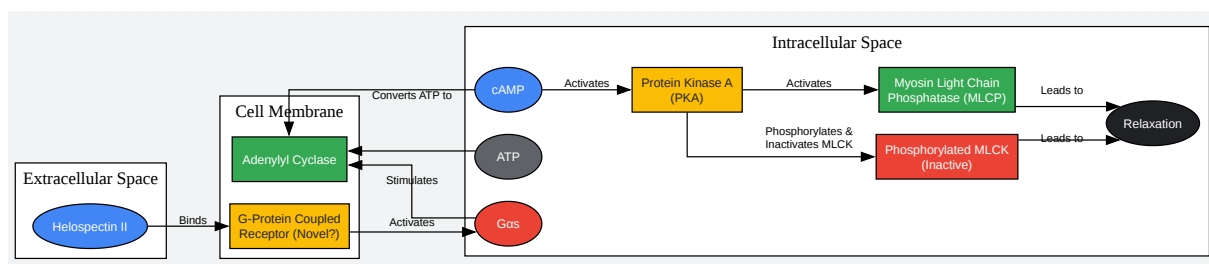 Extracellular Space
Helospectin II
Binds
Cell Membrane
Adenylyl Cyclase
G-Protein Coupled
Receptor (Novel?)
Converts ATP to
Stimulates
Activates
Intracellular Space
cAMP
ATP
Gαs
Activates
Protein Kinase A
(PKA)
Activates
Phosphorylates &
Inactivates MLCK
Myosin Light Chain
Phosphatase (MLCP)
Phosphorylated MLCK
(Inactive)
Leads to
Leads to
Relaxation